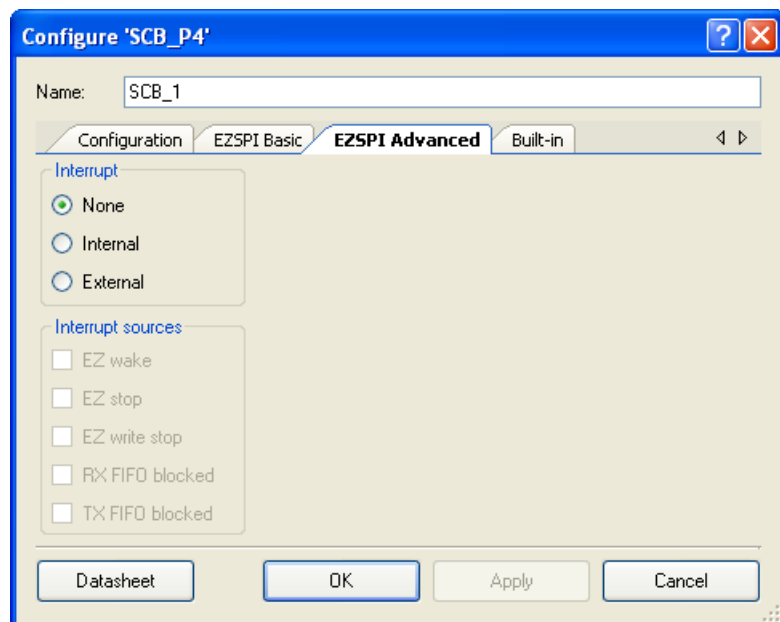 Configure 'SCB_P4'
?
Name: SCB_1
Configuration EZSPI Basic EZSPI Advanced Built-in
Interrupt
None
Internal
External
Interrupt sources
EZ wake
EZ stop
EZ write stop
RX FIFO blocked
TX FIFO blocked
Datasheet OK Apply Cancel